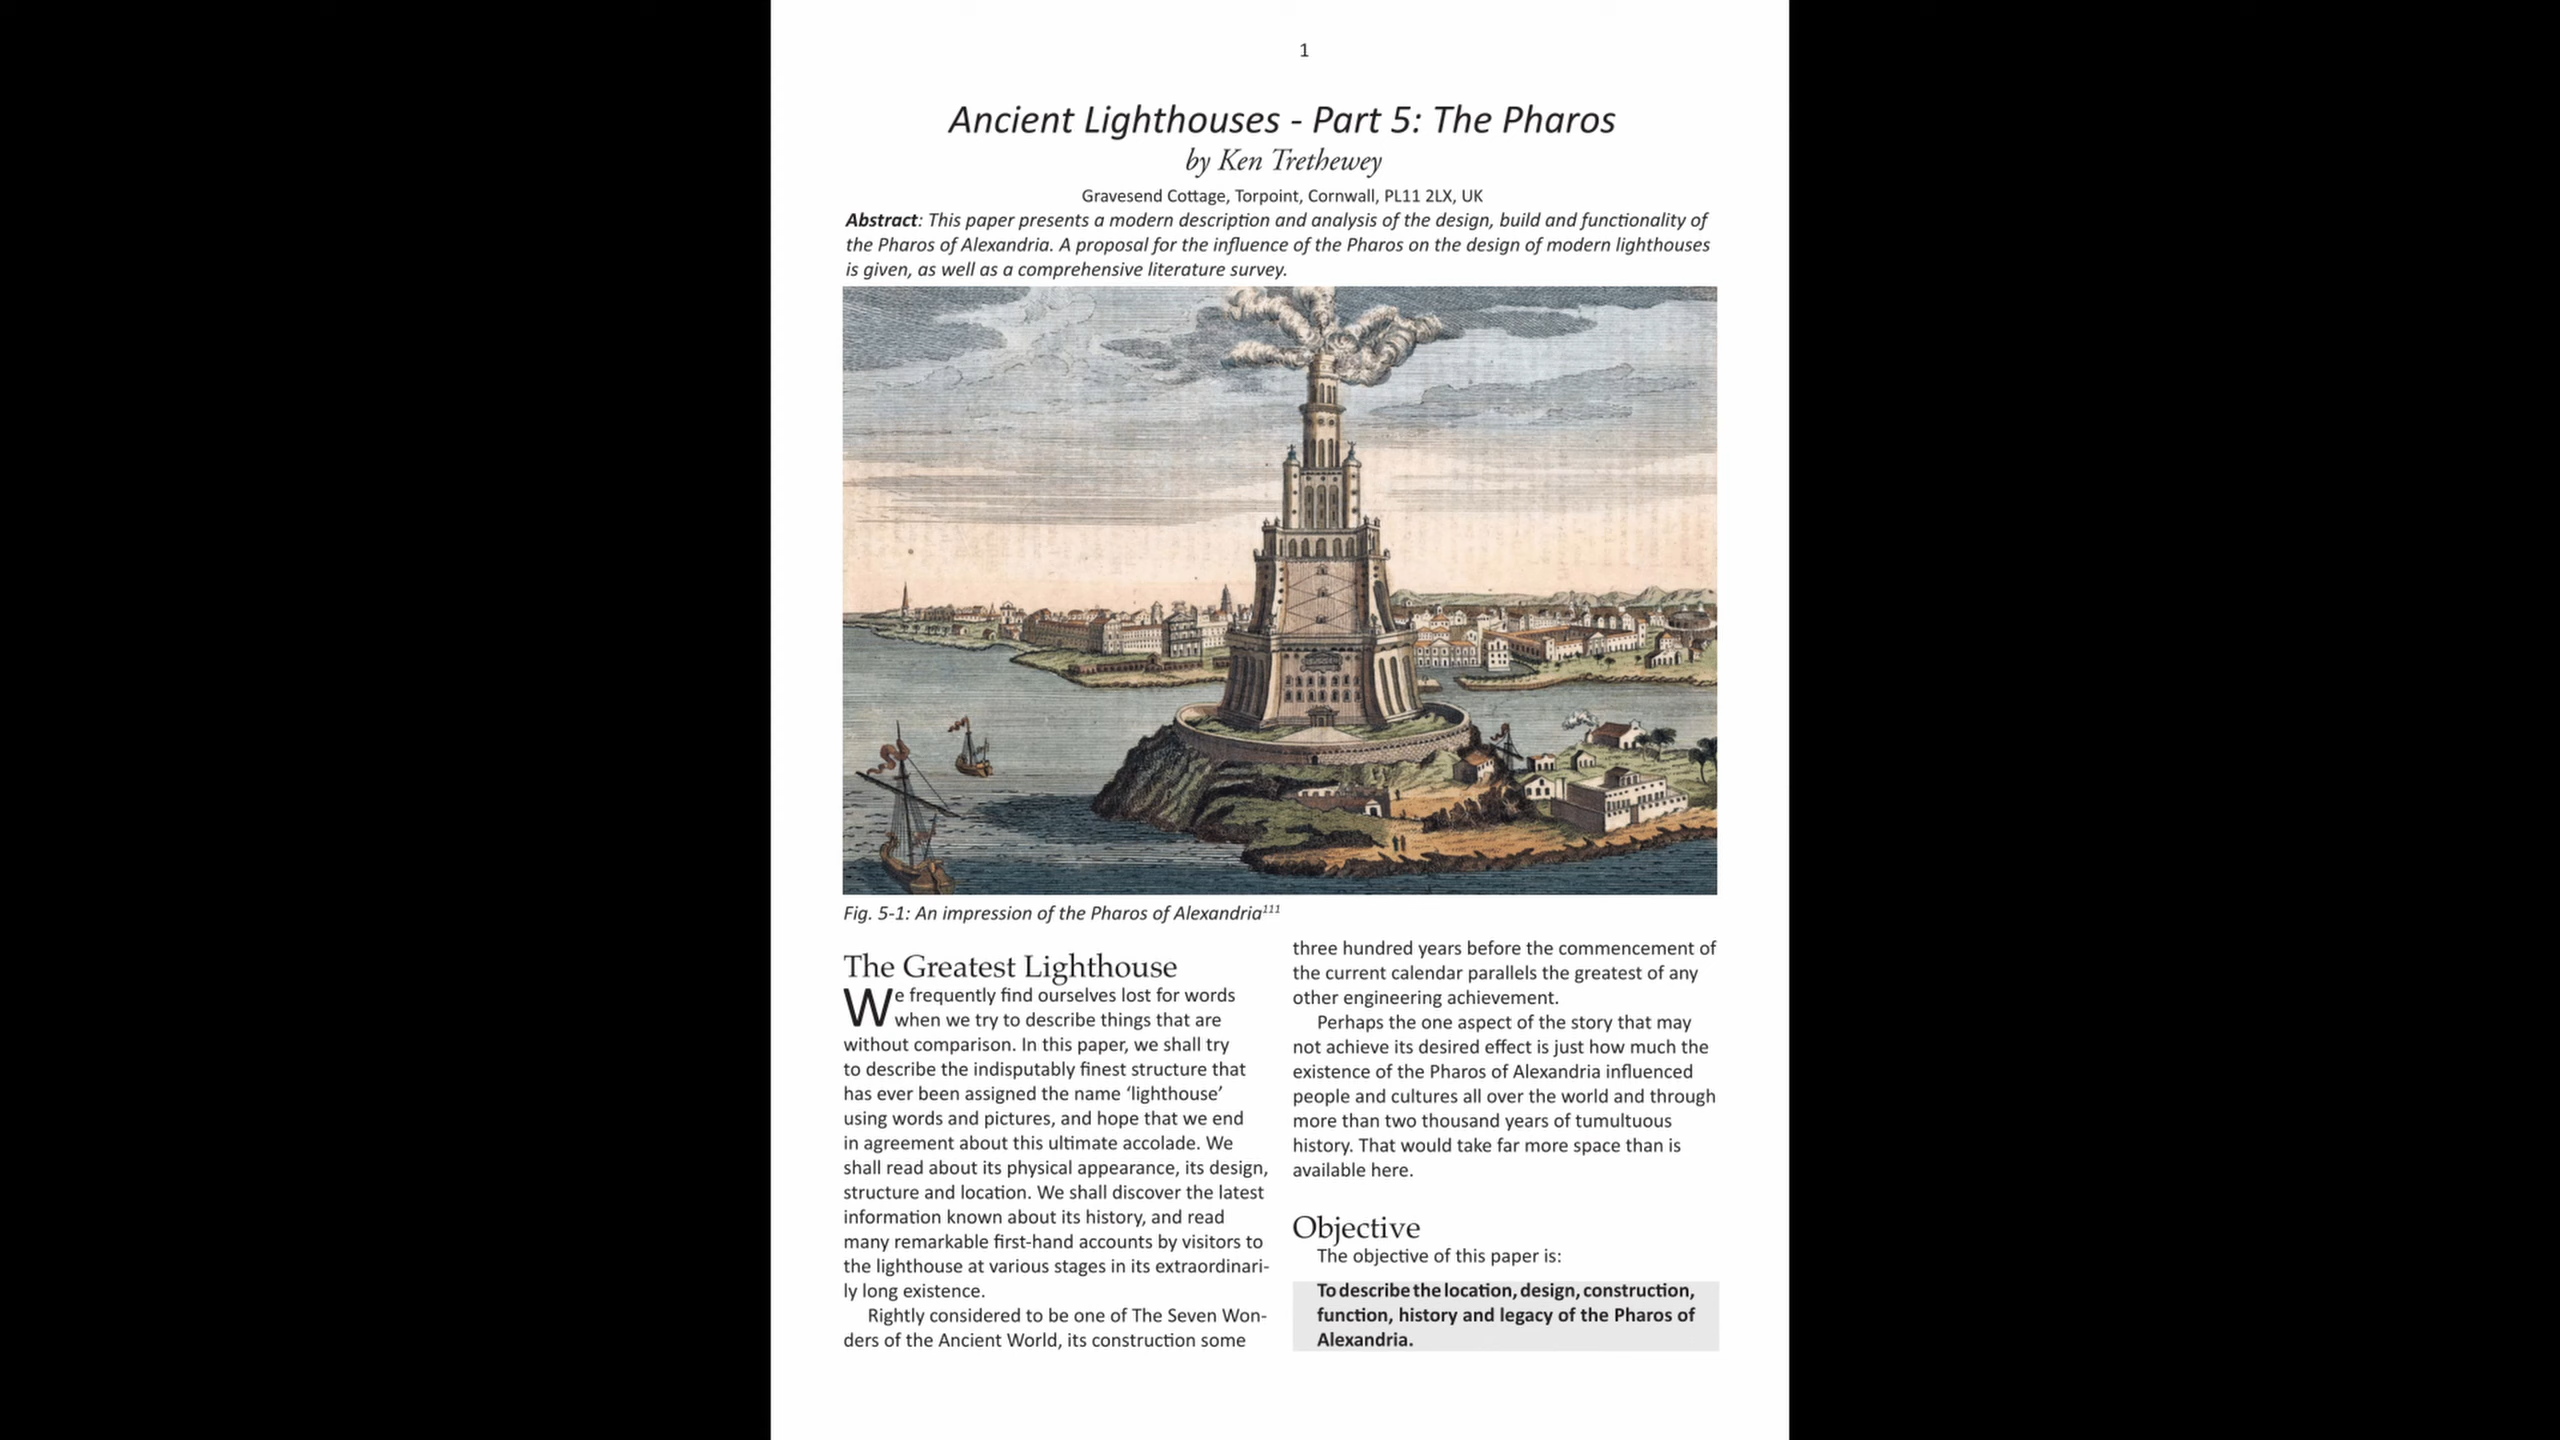 1
Ancient Lighthouses - Part 5: The Pharos
by Ken Trethewey
Gravesend Cottage, Torpoint, Cornwall, PL11 2LX, UK
Abstract: This paper presents a modern description and analysis of the design, build and functionality of
the Pharos of Alexandria. A proposal for the influence of the Pharos on the design of modern lighthouses
is given, as well as a comprehensive literature survey.
Fig. 5-1: An impression of the Pharos of Alexandria111
The Greatest Lighthouse
We frequently find ourselves lost for words
when we try to describe things that are
without comparison. In this paper, we shall try
to describe the indisputably finest structure that
has ever been assigned the name ‘lighthouse’
using words and pictures, and hope that we end
in agreement about this ultimate accolade. We
shall read about its physical appearance, its design,
structure and location. We shall discover the latest
information known about its history, and read
many remarkable first-hand accounts by visitors to
the lighthouse at various stages in its extraordinari-
ly long existence.
Rightly considered to be one of The Seven Won-
ders of the Ancient World, its construction some
three hundred years before the commencement of
the current calendar parallels the greatest of any
other engineering achievement.
Perhaps the one aspect of the story that may
not achieve its desired effect is just how much the
existence of the Pharos of Alexandria influenced
people and cultures all over the world and through
more than two thousand years of tumultuous
history. That would take far more space than is
available here.
Objective
The objective of this paper is:
To describe the location, design, construction,
function, history and legacy of the Pharos of
Alexandria.